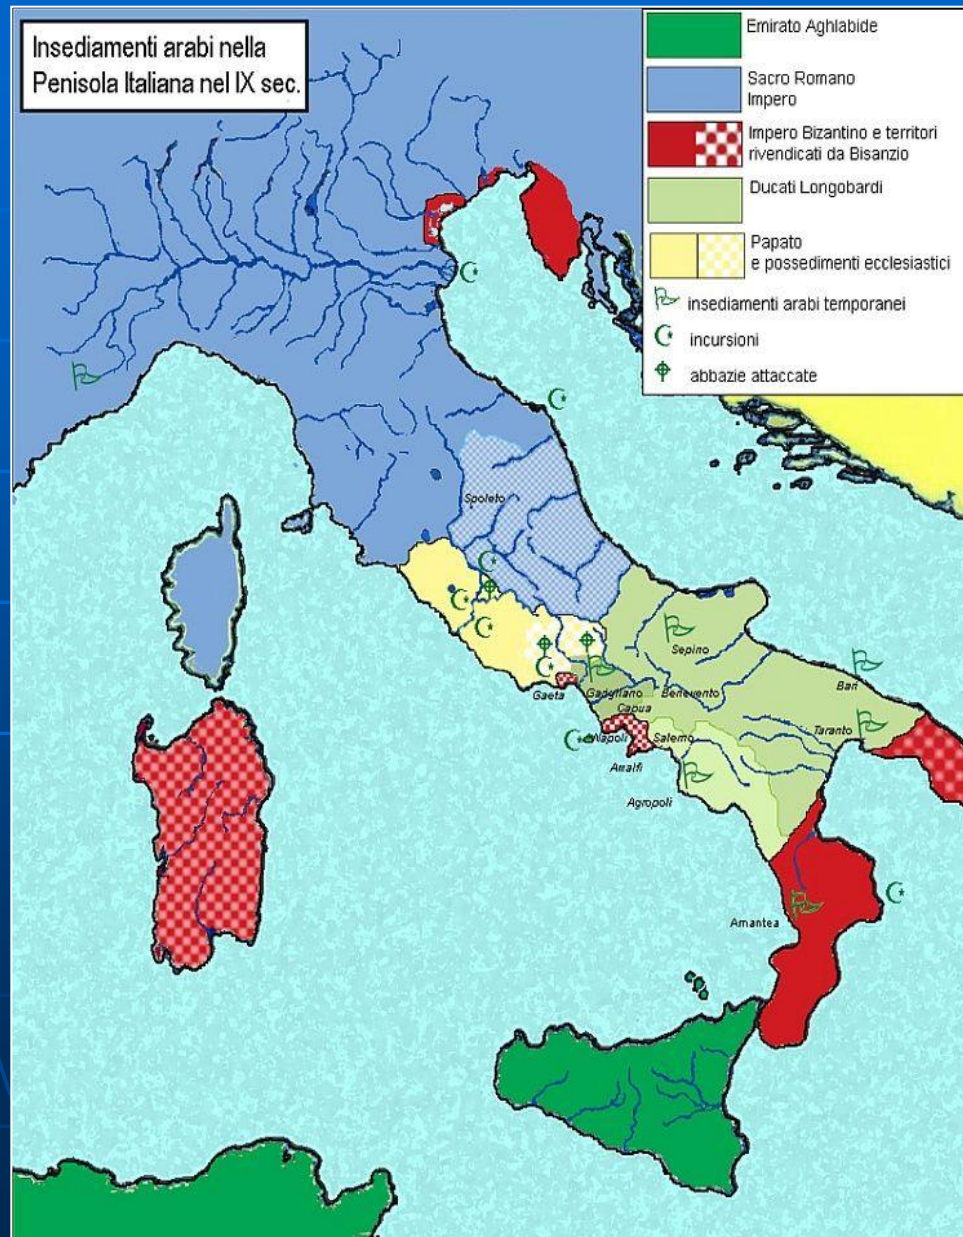 Insediamenti arabi nella
Penisola Italiana nel IX sec.
Emirato Aghlabide
Sacro Romano
Impero
Impero Bizantino e territori
rivendicati da Bisanzio
Ducati Longobardi
Papato
e possedimenti ecclesiastici
insediamenti arabi temporanei
incursioni
abbazie attaccate
Spoleto
Sepino
Bari
Gaeta
Garigliano
Benevento
Capua
Taranto
Napoli
Salerno
Amalfi
Agropoli
Amantea